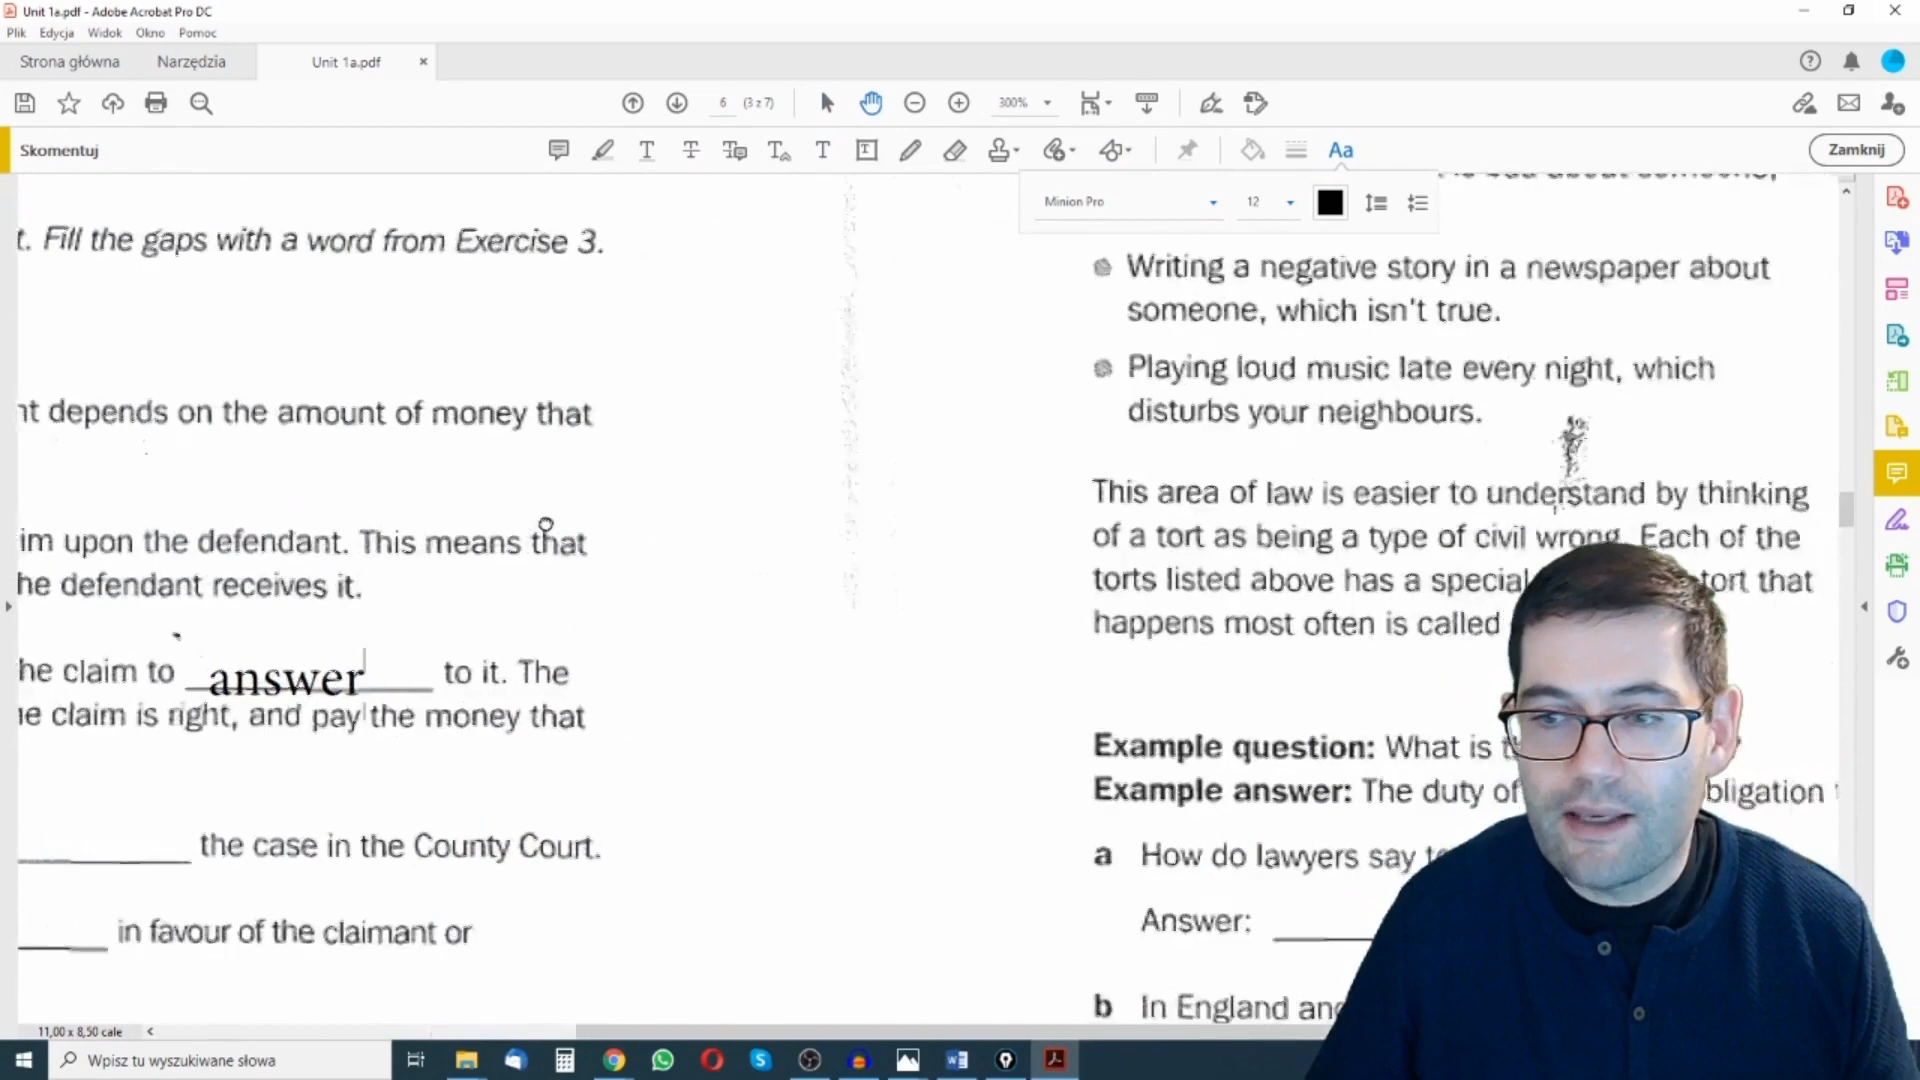 Unit 1a.pdf - Adobe Acrobat Pro DC
Plik Edycja Widok Okno Pomoc
Strona główna Narzędzia Unit 1a.pdf
6 (3 z 7) 300%
Skomentuj Aa Zamknij
Minion Pro 12
t. Fill the gaps with a word from Exercise 3.
nt depends on the amount of money that
im upon the defendant. This means that
he defendant receives it.
he claim to answer to it. The
e claim is right, and pay the money that
the case in the County Court.
in favour of the claimant or
Writing a negative story in a newspaper about
someone, which isn't true.
Playing loud music late every night, which
disturbs your neighbours.
This area of law is easier to understand by thinking
of a tort as being a type of civil wrong. Each of the
torts listed above has a special tort that
happens most often is called
Example question: What is
Example answer: The duty of bligation
a How do lawyers say
Answer:
b In England
11,00 x 8,50 cale
Wpisz tu wyszukiwane słowa